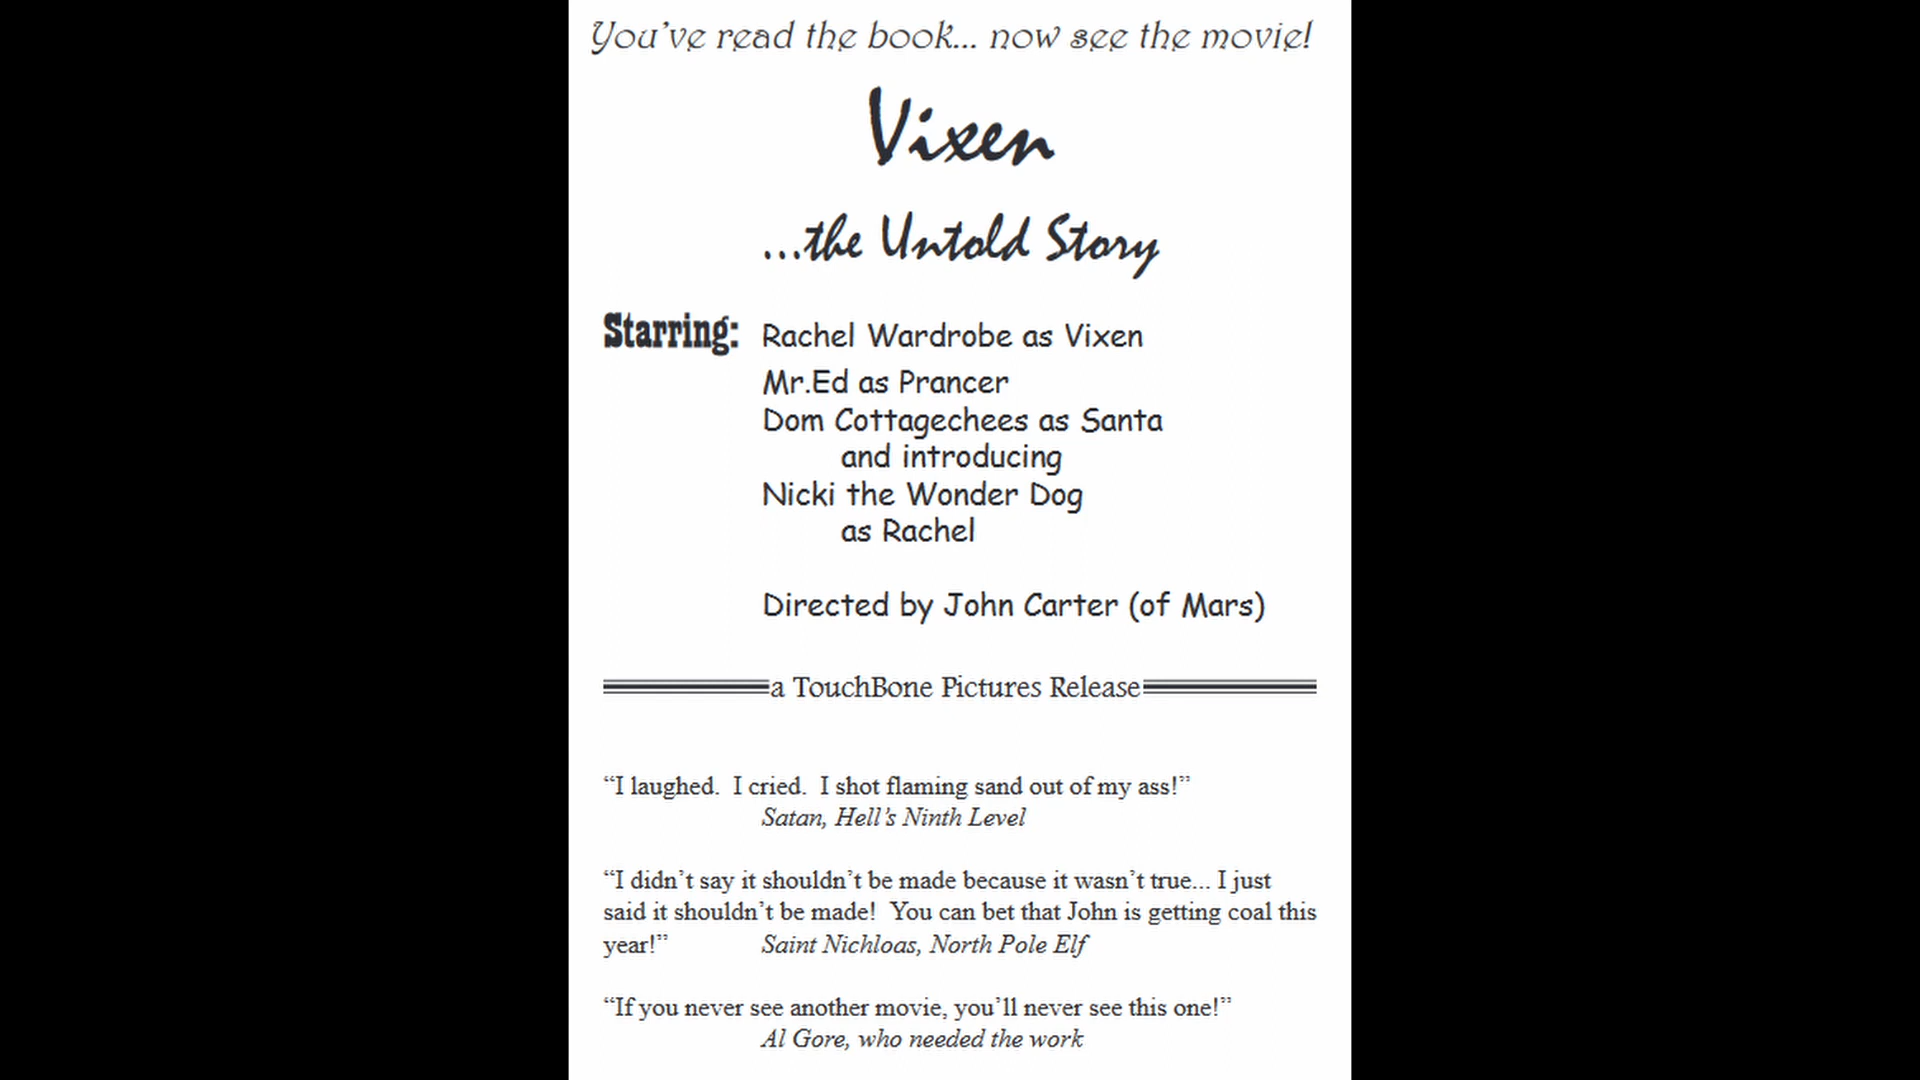 You've read the book... now see the movie!
Vixen
...the Untold Story
Starring: Rachel Wardrobe as Vixen
Mr.Ed as Prancer
Dom Cottagechees as Santa
and introducing
Nicki the Wonder Dog
as Rachel
Directed by John Carter (of Mars)
a TouchBone Pictures Release
“I laughed.  I cried.  I shot flaming sand out of my ass!”
Satan, Hell’s Ninth Level
“I didn’t say it shouldn’t be made because it wasn’t true... I just
said it shouldn’t be made!  You can bet that John is getting coal this
year!” Saint Nichloas, North Pole Elf
“If you never see another movie, you’ll never see this one!”
Al Gore, who needed the work